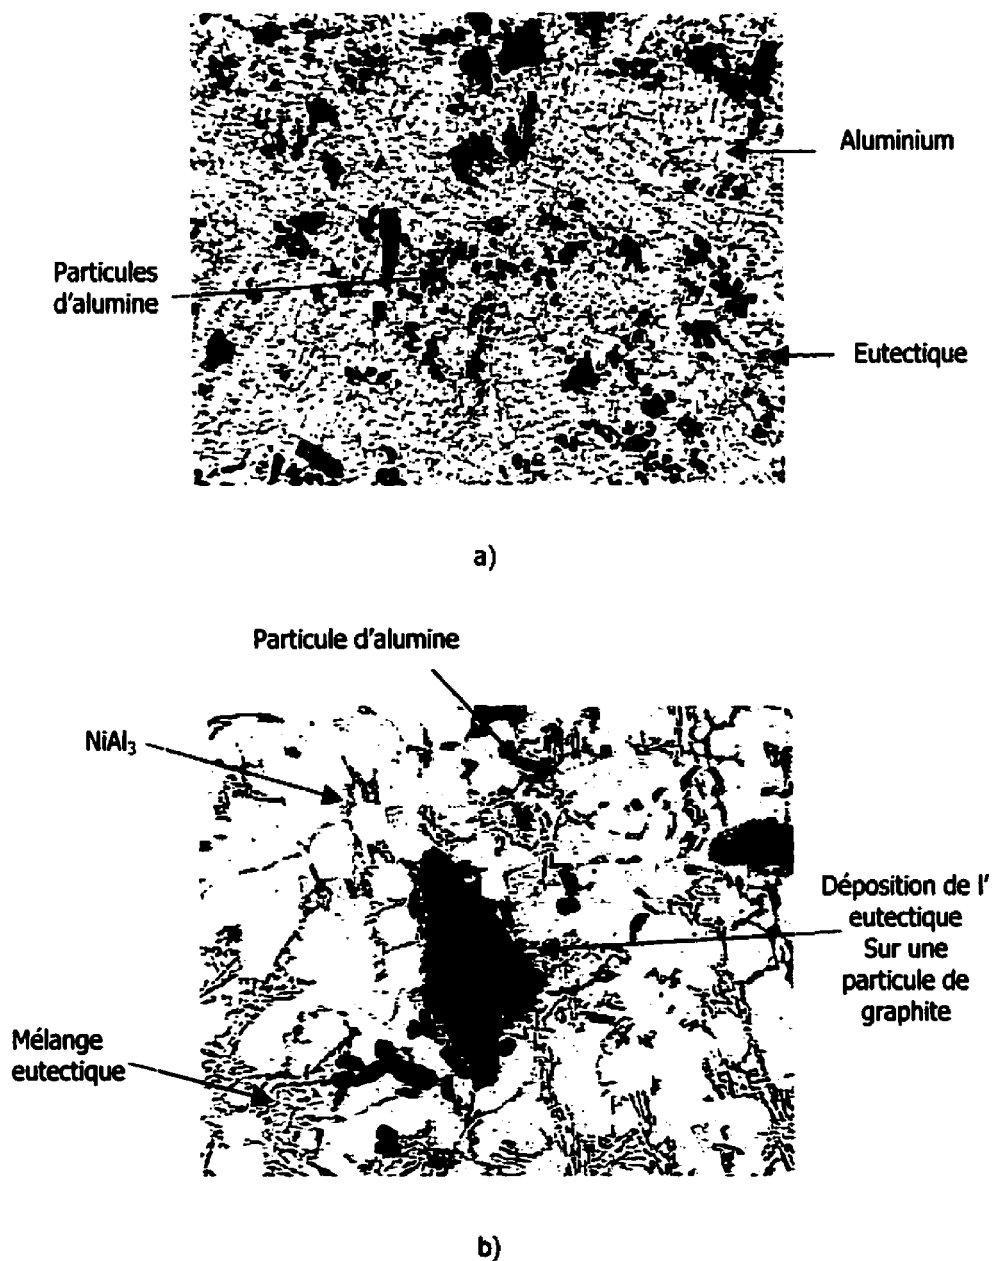 Aluminium
Particules
d'alumine
Eutectique
a)
Particule d'alumine
NiAl₃
Déposition de l'
eutectique
Sur une
particule de
graphite
Mélange
eutectique
b)